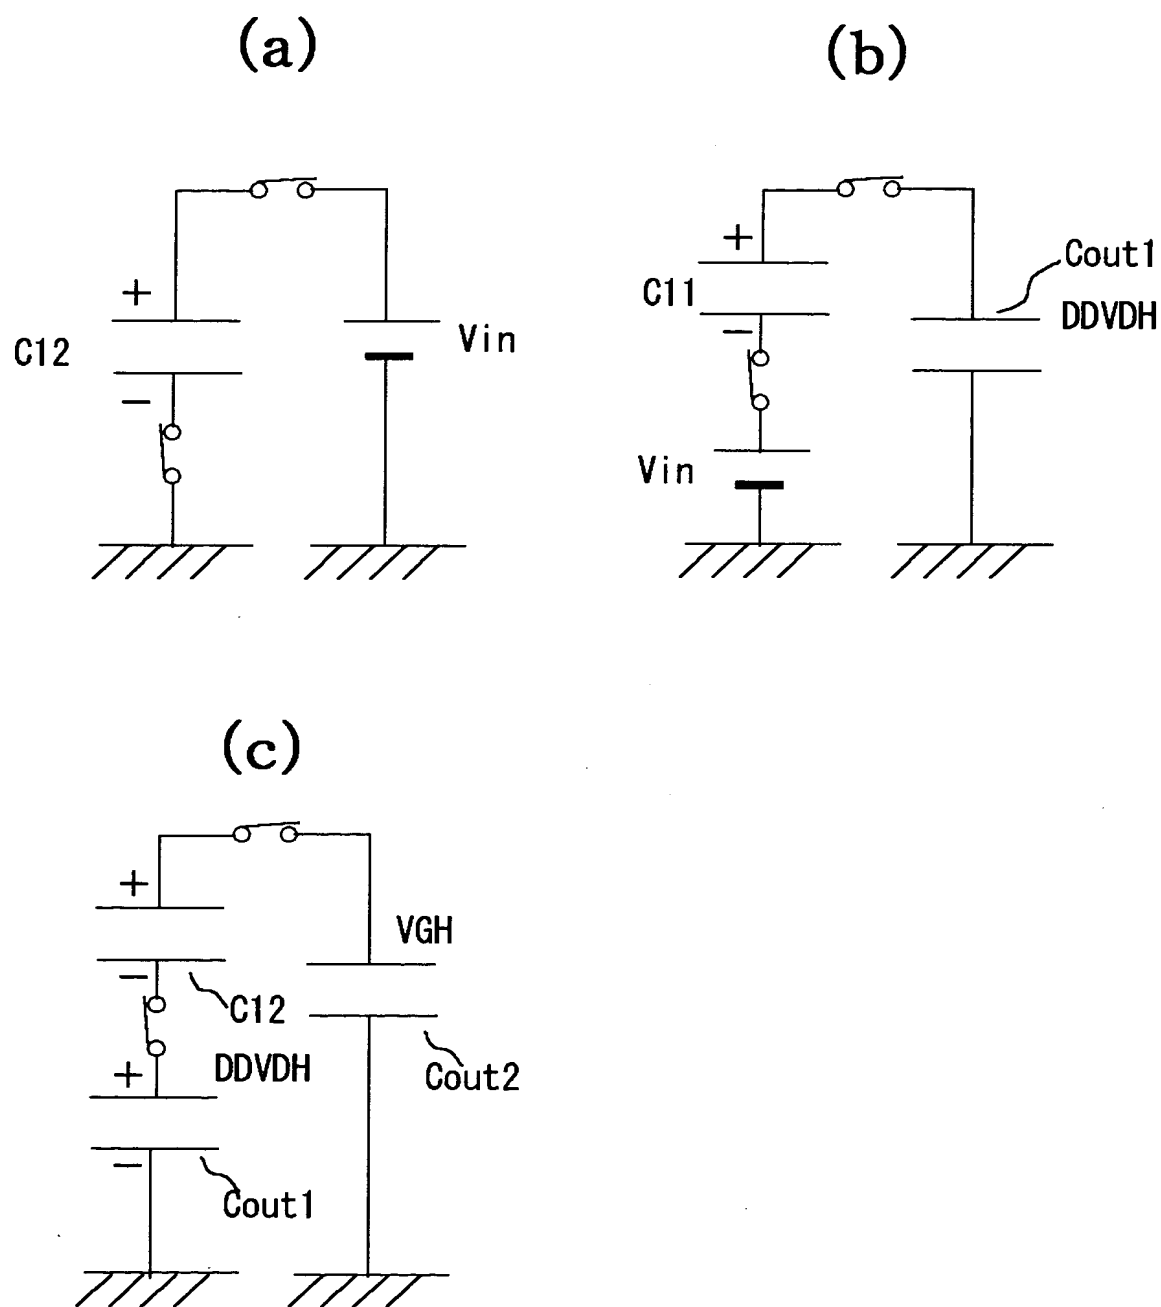 (a)
+
C12
−
Vin
(b)
+
C11
−
Vin
Cout1
DDVDH
(c)
+
−
C12
DDVDH
+
−
Cout1
VGH
Cout2